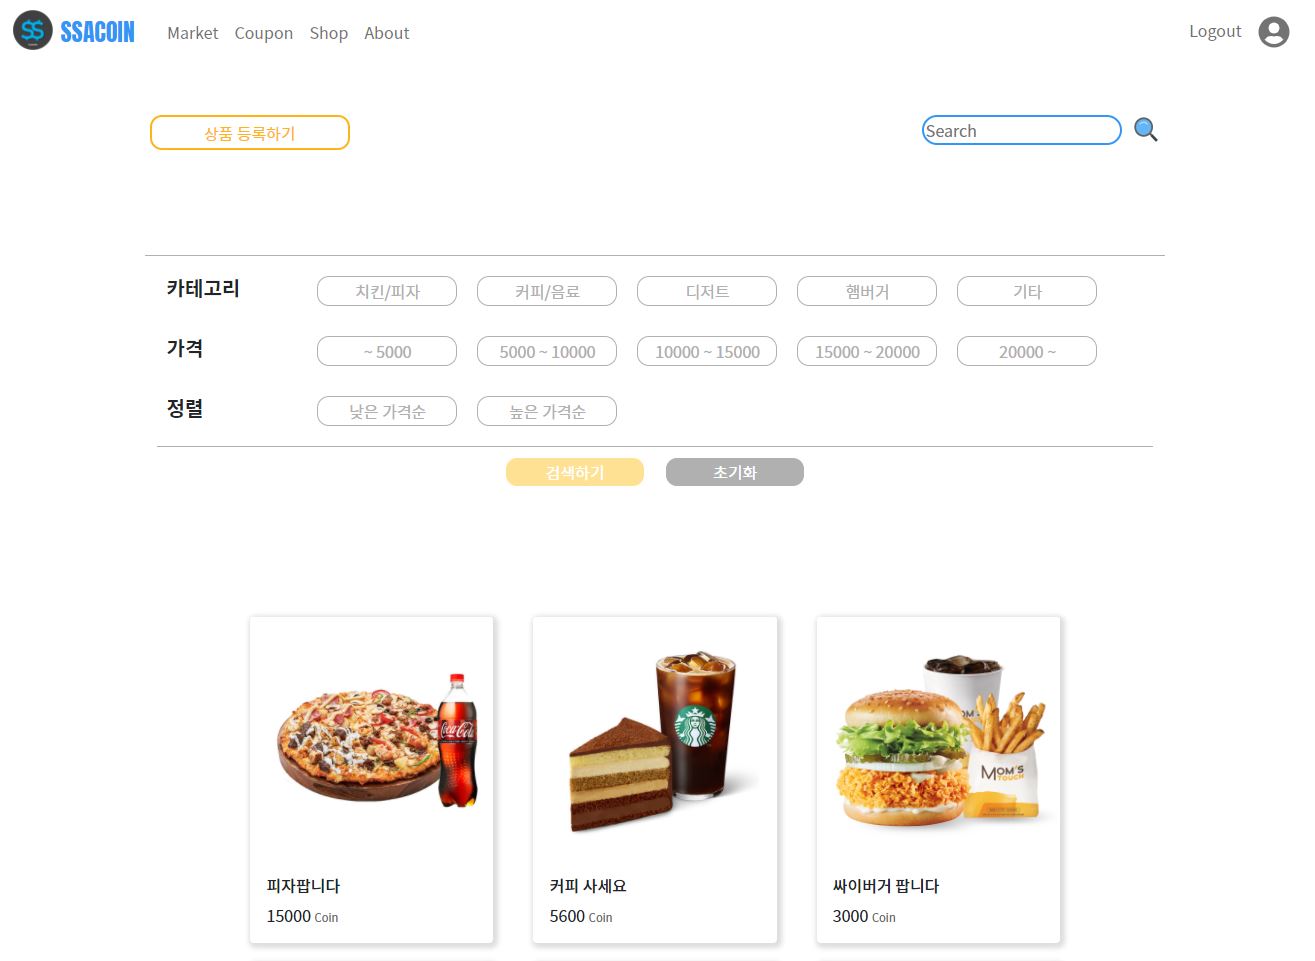 SSACOIN Market Coupon Shop About Logout
상품 등록하기 Search
카테고리 치킨/피자 커피/음료 디저트 햄버거 기타
가격 ~ 5000 5000 ~ 10000 10000 ~ 15000 15000 ~ 20000 20000 ~
정렬 낮은 가격순 높은 가격순
검색하기 초기화
Coca-Cola
MOM'S
TOUCH
피자팝니다 커피 사세요 싸이버거 팝니다
15000 Coin 5600 Coin 3000 Coin